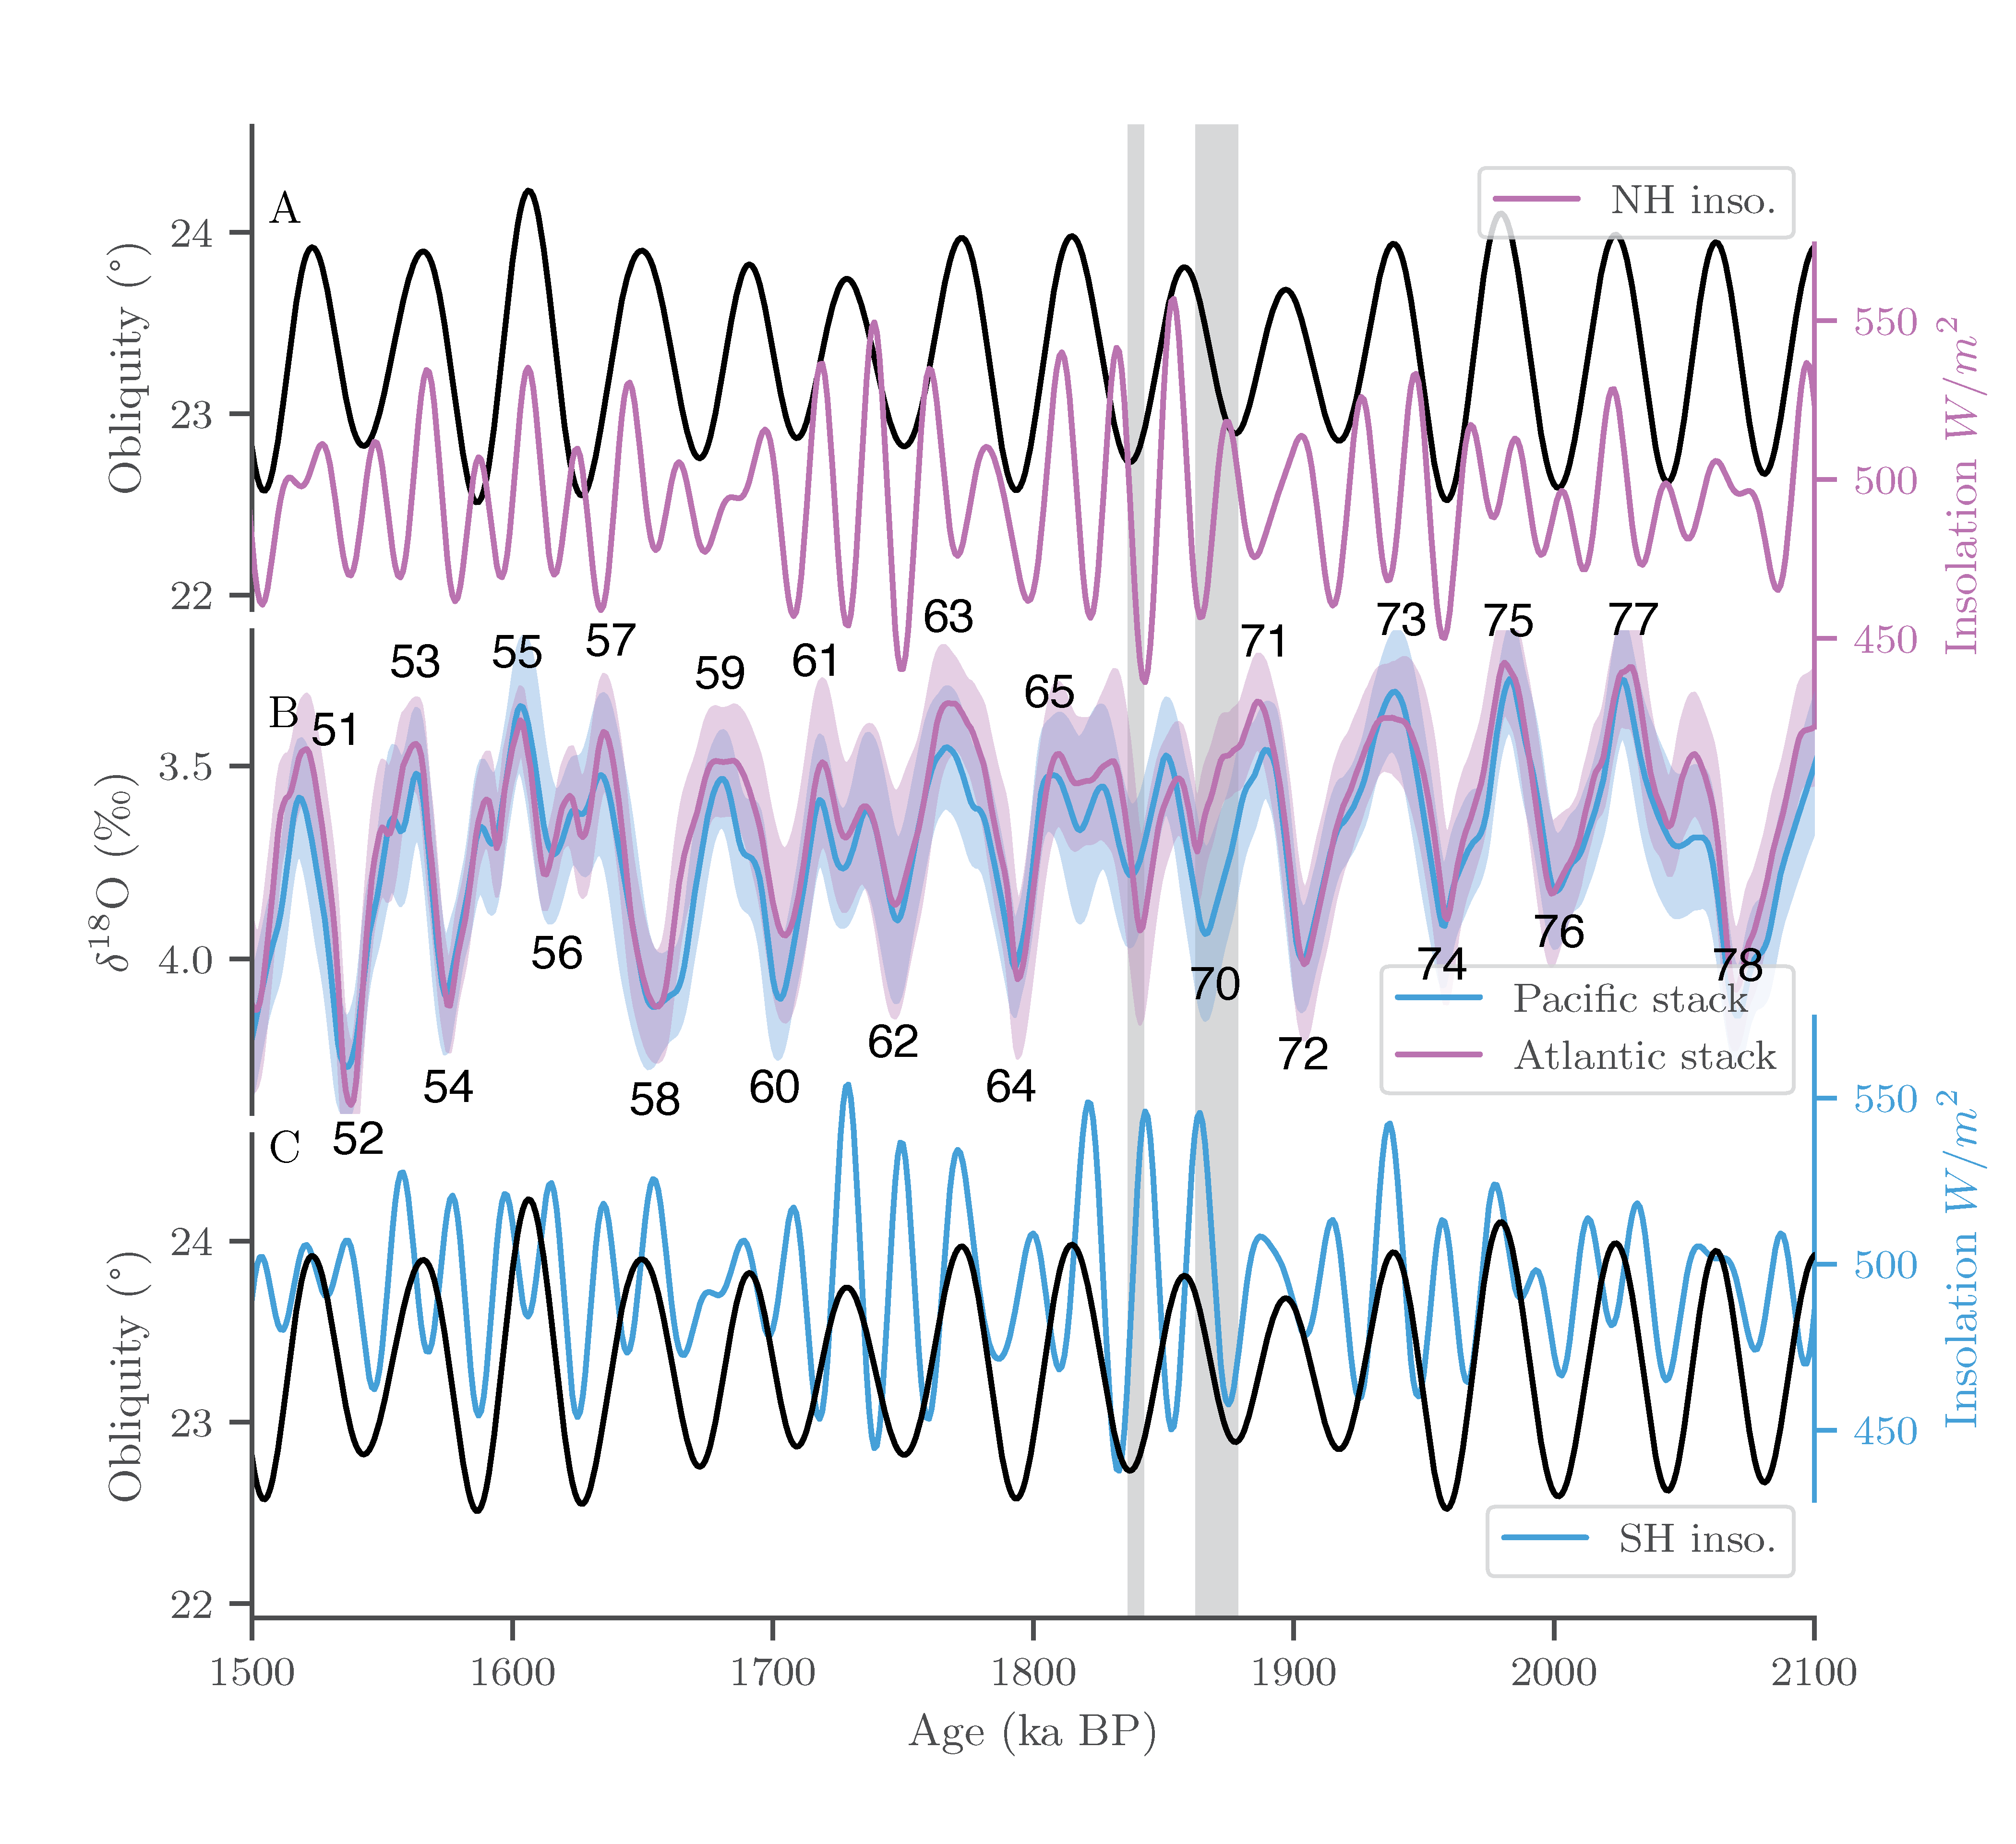 A
NH inso.
24
23
22
Obliquity (°)
550
500
450
Insolation W/m²
B
51
52
53
54
55
56
57
58
59
60
61
62
63
64
65
70
71
72
73
74
75
76
77
78
3.5
4.0
δ¹⁸O (‰)
Pacific stack
Atlantic stack
C
24
23
22
Obliquity (°)
550
500
450
Insolation W/m²
SH inso.
1500 1600 1700 1800 1900 2000 2100
Age (ka BP)